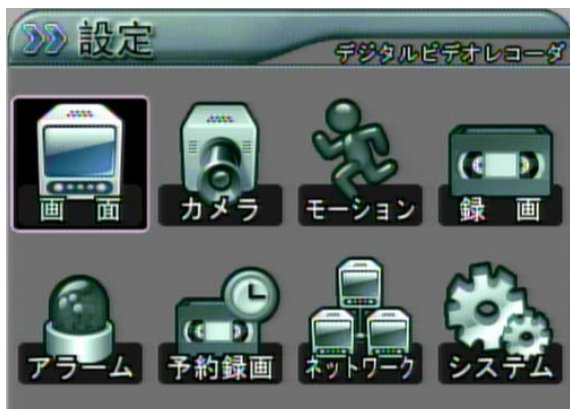 設定
デジタルビデオレコーダ
画 面
カメラ
モーション
録 画
アラーム
予約録画
ネットワーク
システム